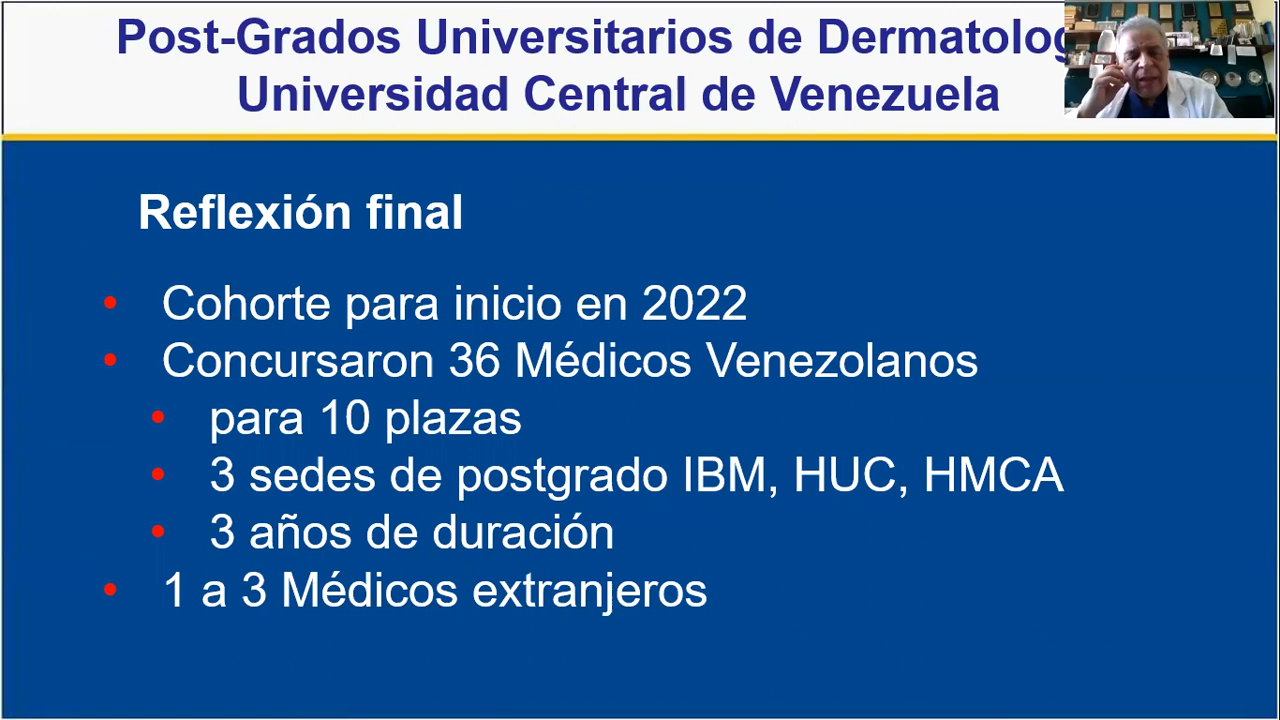 Post-Grados Universitarios de Dermatolog
Universidad Central de Venezuela
Reflexión final
• Cohorte para inicio en 2022
• Concursaron 36 Médicos Venezolanos
• para 10 plazas
• 3 sedes de postgrado IBM, HUC, HMCA
• 3 años de duración
• 1 a 3 Médicos extranjeros